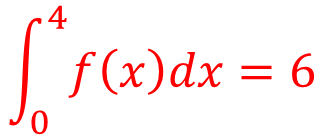 ∫₀⁴ f(x)dx = 6